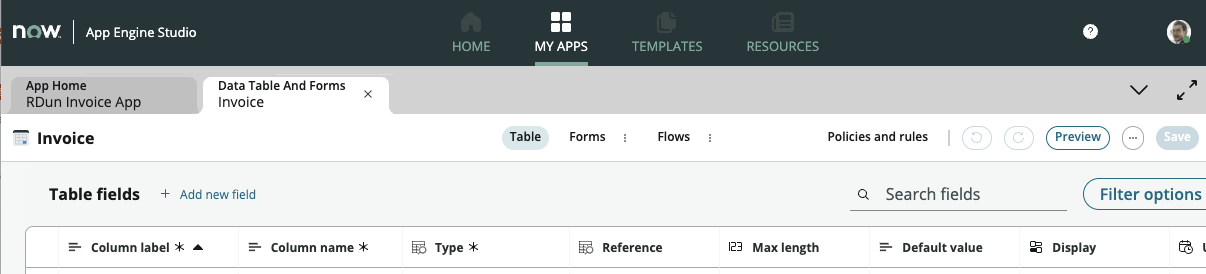 now App Engine Studio
HOME MY APPS TEMPLATES RESOURCES ?
App Home
RDun Invoice App
Data Table And Forms
Invoice ×
Invoice Table Forms Flows Policies and rules Preview ... Save
Table fields + Add new field Search fields Filter options
Column label * Column name * Type * Reference 123 Max length Default value Display